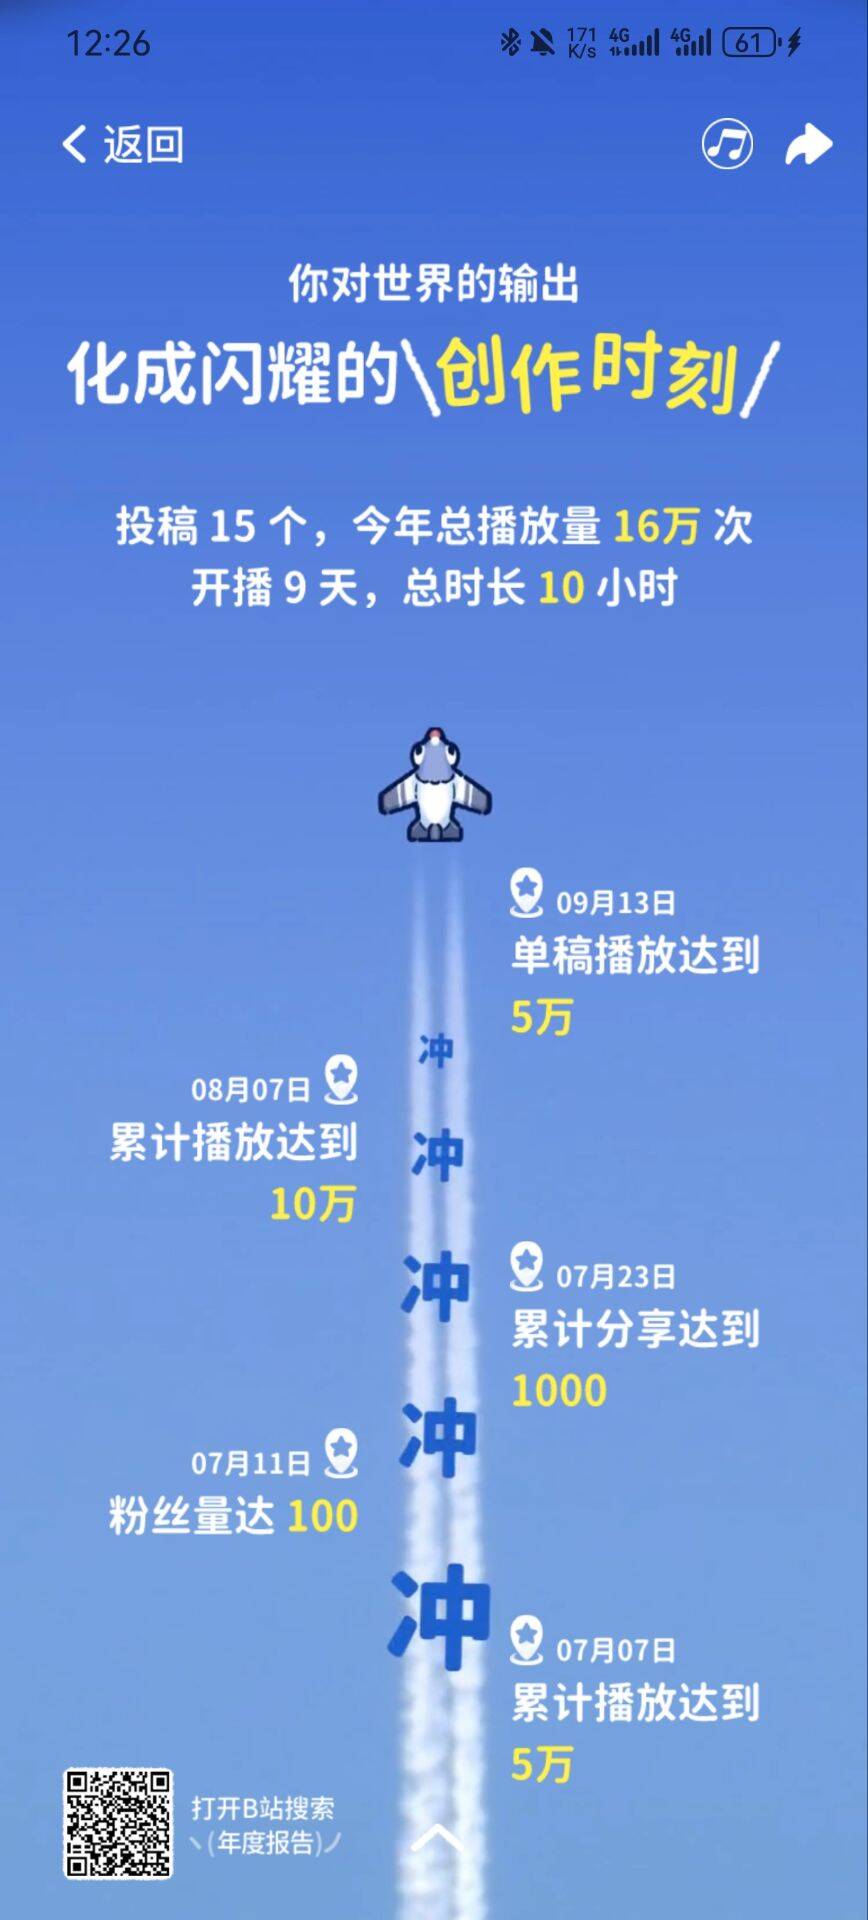 12:26
171 K/s 4G 4G 61
返回
你对世界的输出
化成闪耀的\创作时刻/
投稿 15 个，今年总播放量 16万 次
开播 9 天，总时长 10 小时
09月13日
单稿播放达到
5万
冲
08月07日
累计播放达到
10万
冲
07月23日
累计分享达到
1000
冲
冲
07月11日
粉丝量达 100
冲
07月07日
累计播放达到
5万
打开B站搜索
ヽ(年度报告)ノ